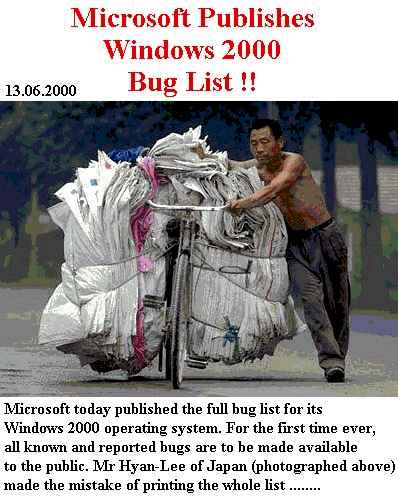 Microsoft Publishes
Windows 2000
Bug List !!
13.06.2000
Microsoft today published the full bug list for its
Windows 2000 operating system. For the first time ever,
all known and reported bugs are to be made available
to the public. Mr Hyan-Lee of Japan (photographed above)
made the mistake of printing the whole list ........